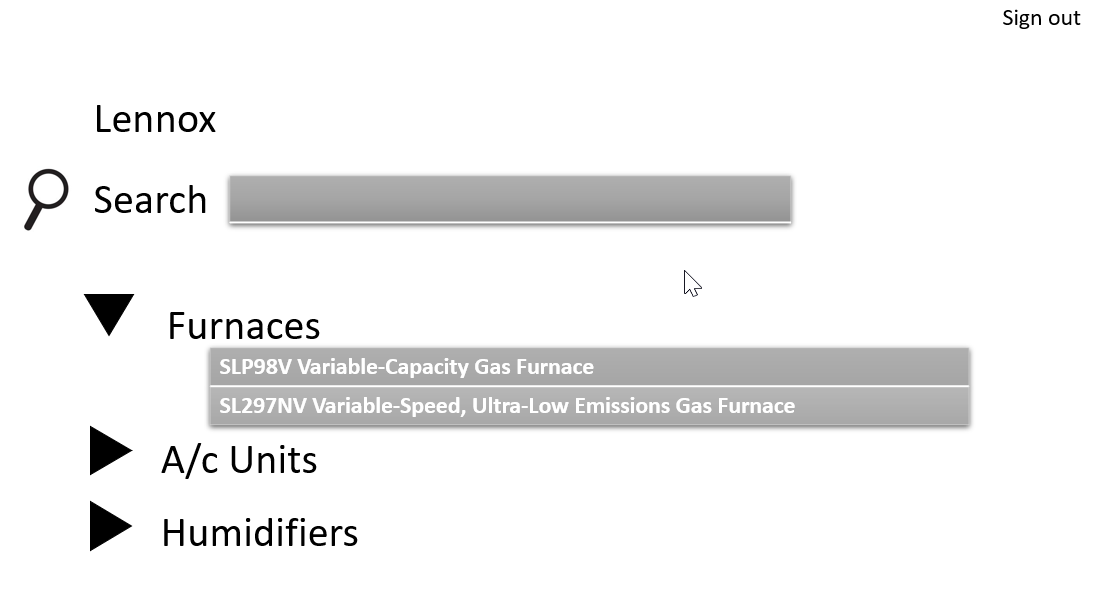 Sign out
Lennox
Search
Furnaces
SLP98V Variable-Capacity Gas Furnace
SL297NV Variable-Speed, Ultra-Low Emissions Gas Furnace
A/c Units
Humidifiers